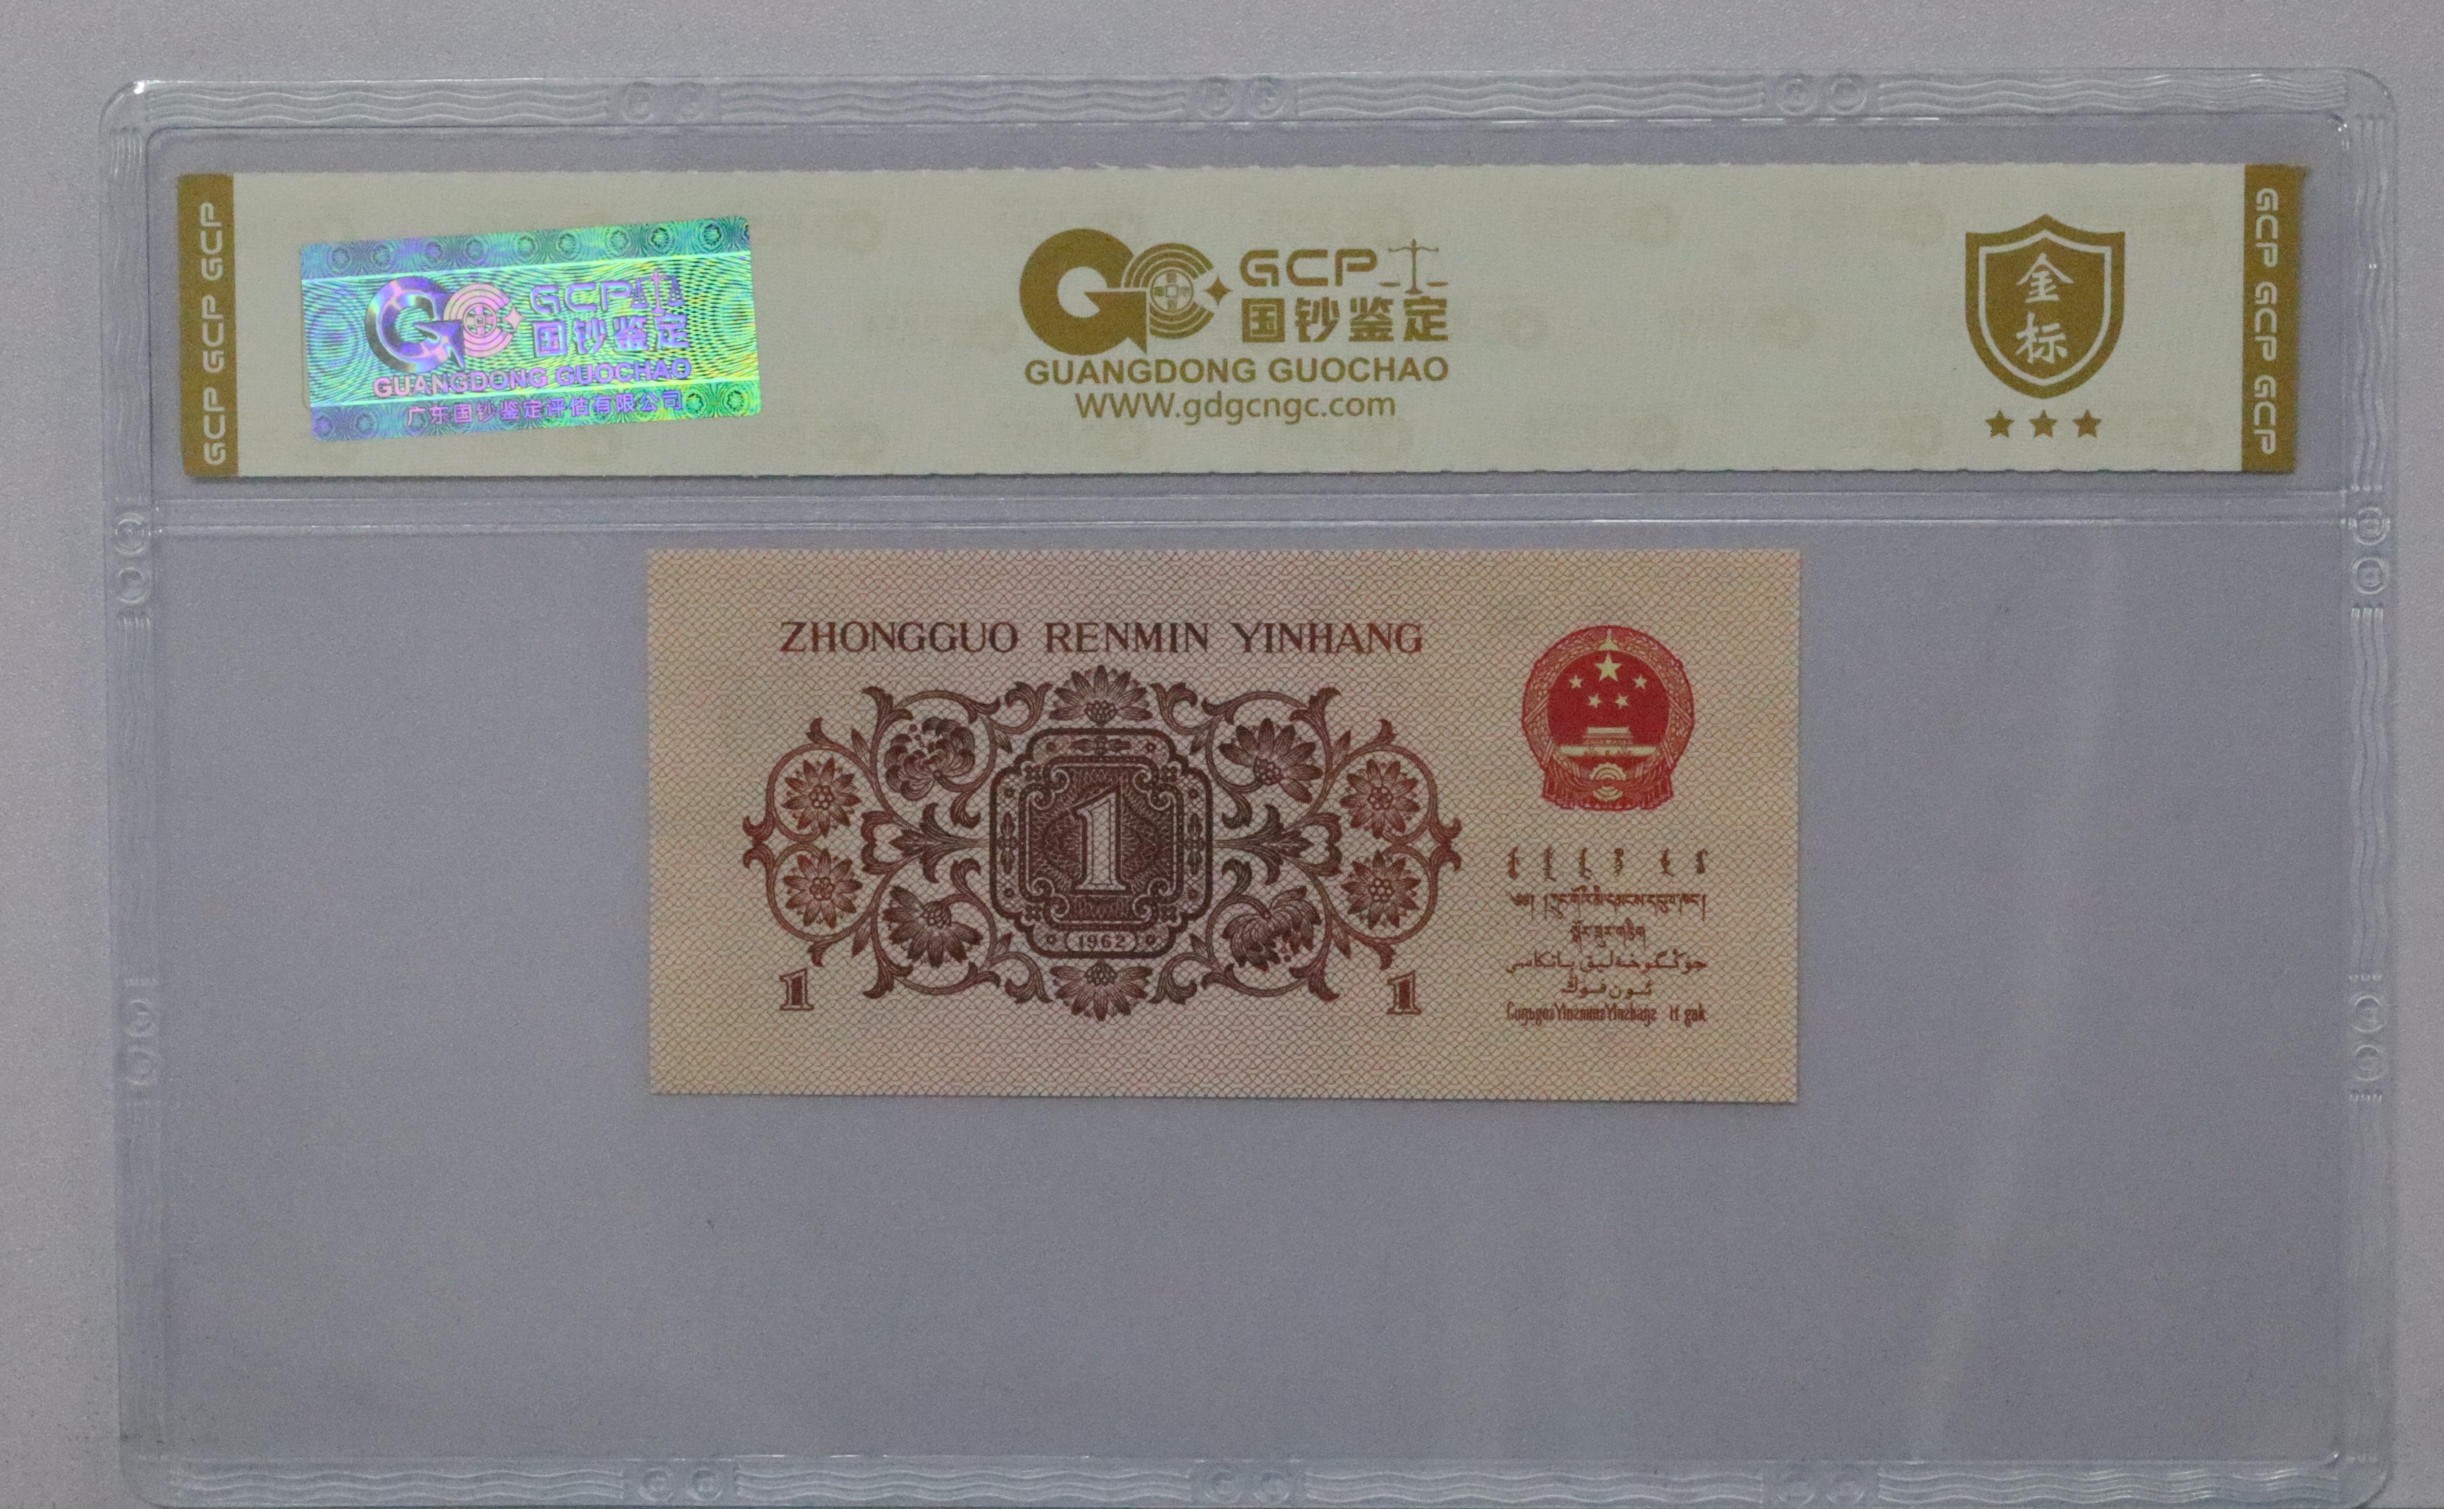 GCP GCP GCP
GCP
国钞鉴定
GUANGDONG GUOCHAO
广东国钞鉴定评估有限公司
GCP
国钞鉴定
GUANGDONG GUOCHAO
www.gdgcngc.com
金
标
GCP GCP GCP
ZHONGGUO RENMIN YINHANG
1
1962
1
1